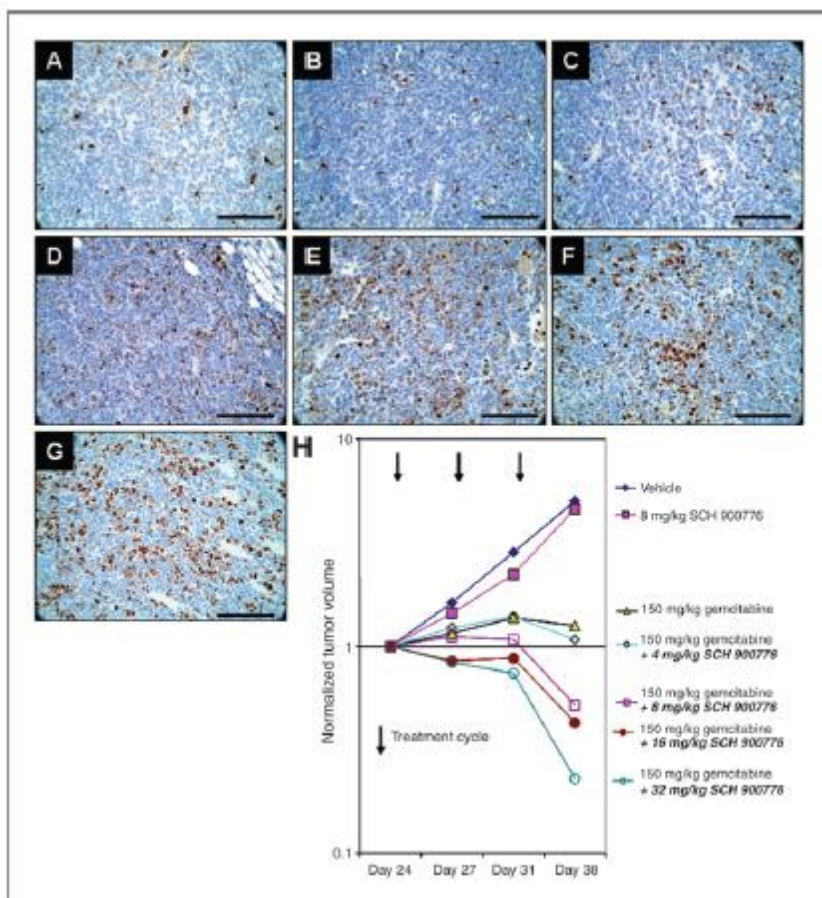 A
B
C
D
E
F
G
H
10
1
0.1
Normalized tumor volume
Treatment cycle
Day 24
Day 27
Day 31
Day 38
Vehicle
8 mg/kg SCH 900776
150 mg/kg gemcitabine
150 mg/kg gemcitabine
+ 4 mg/kg SCH 900776
150 mg/kg gemcitabine
+ 8 mg/kg SCH 900776
150 mg/kg gemcitabine
+ 16 mg/kg SCH 900776
150 mg/kg gemcitabine
+ 32 mg/kg SCH 900776